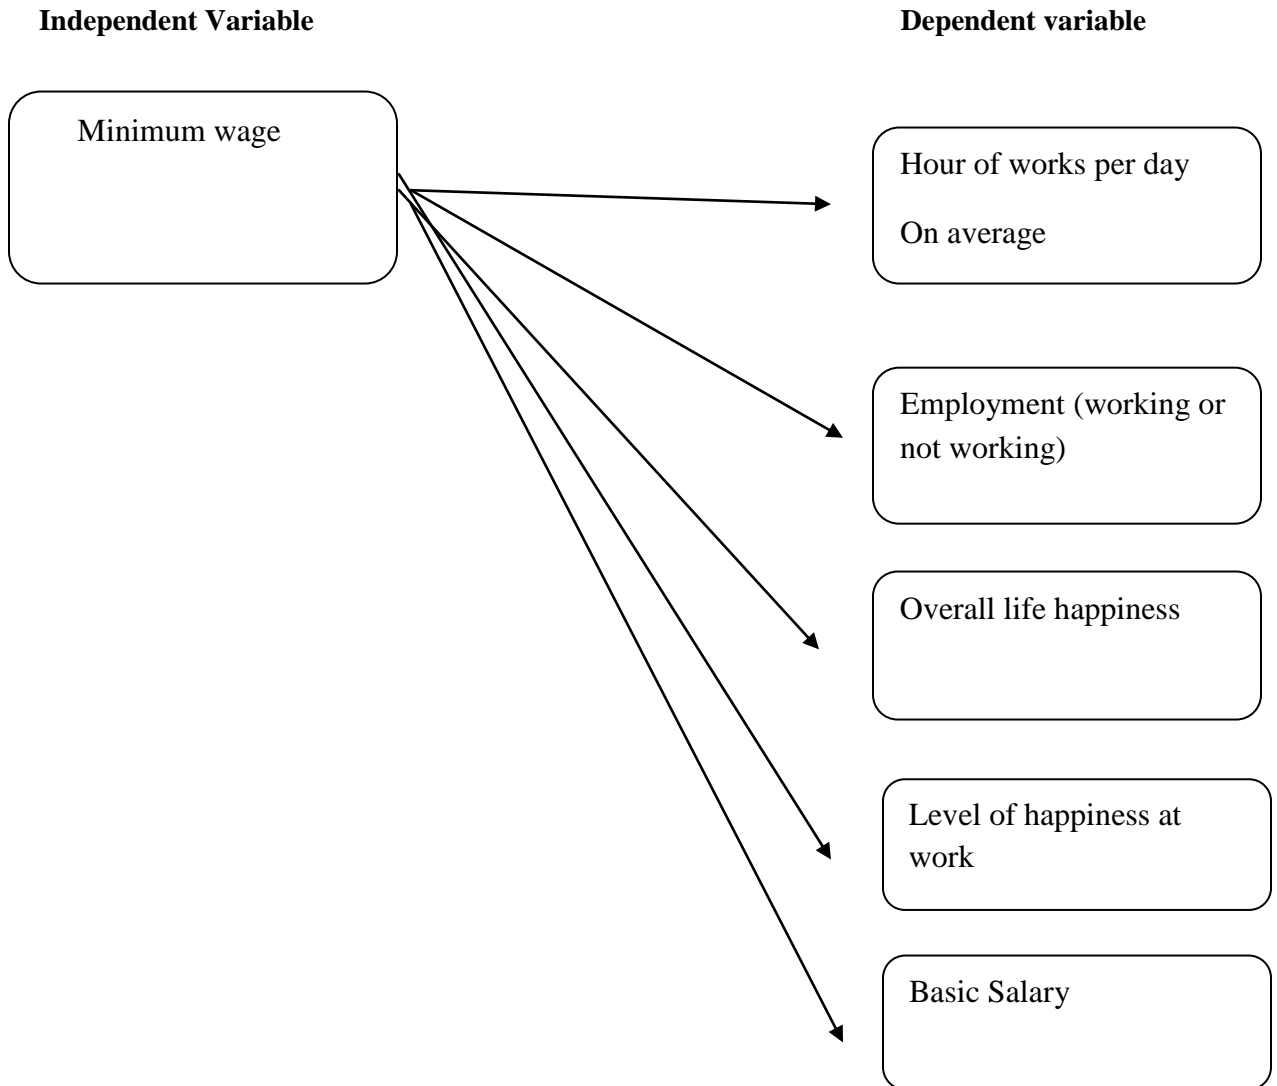 Independent Variable
Dependent variable
Minimum wage
Hour of works per day
On average
Employment (working or
not working)
Overall life happiness
Level of happiness at
work
Basic Salary